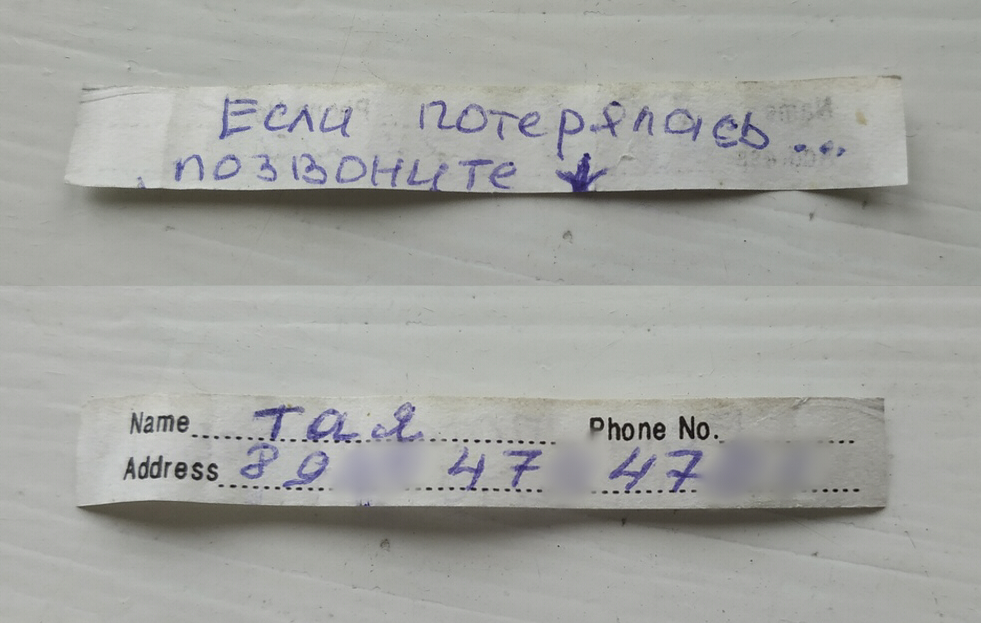 Если потерялась...
позвоните ↓
Name Тая Phone No.
Address 89 47 47